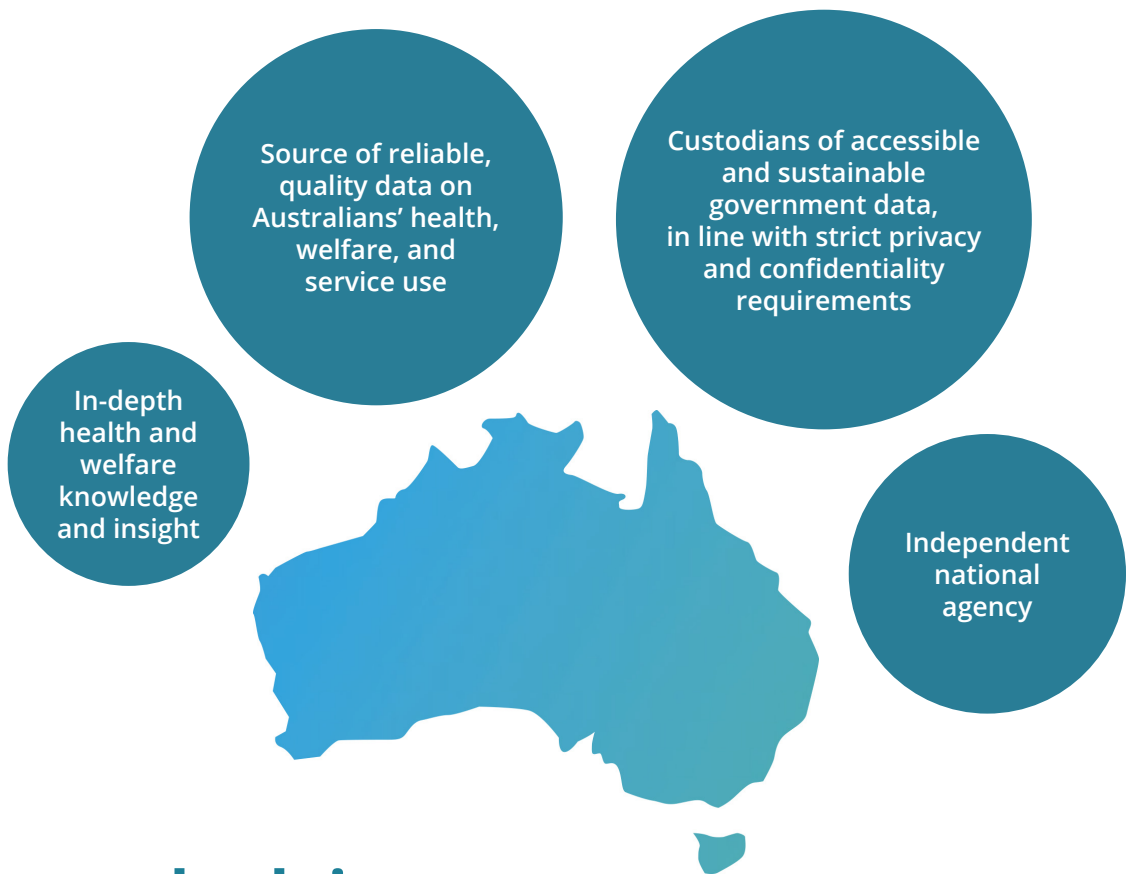 Source of reliable,
quality data on
Australians’ health,
welfare, and
service use
Custodians of accessible
and sustainable
government data,
in line with strict privacy
and confidentiality
requirements
In-depth
health and
welfare
knowledge
and insight
Independent
national
agency